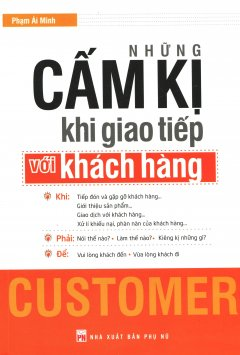 Phạm Ái Minh
NHỮNG
CẤM KỊ
khi giao tiếp
với khách hàng
Khi: Tiếp đón và gặp gỡ khách hàng...
Giới thiệu sản phẩm...
Giao dịch với khách hàng...
Xử lí khiếu nại, phàn nàn của khách hàng...
Phải: Nói thế nào? • Làm thế nào? • Kiêng kị những gì?
Để: Vui lòng khách đến • Vừa lòng khách đi
CUSTOMER
PN NHÀ XUẤT BẢN PHỤ NỮ